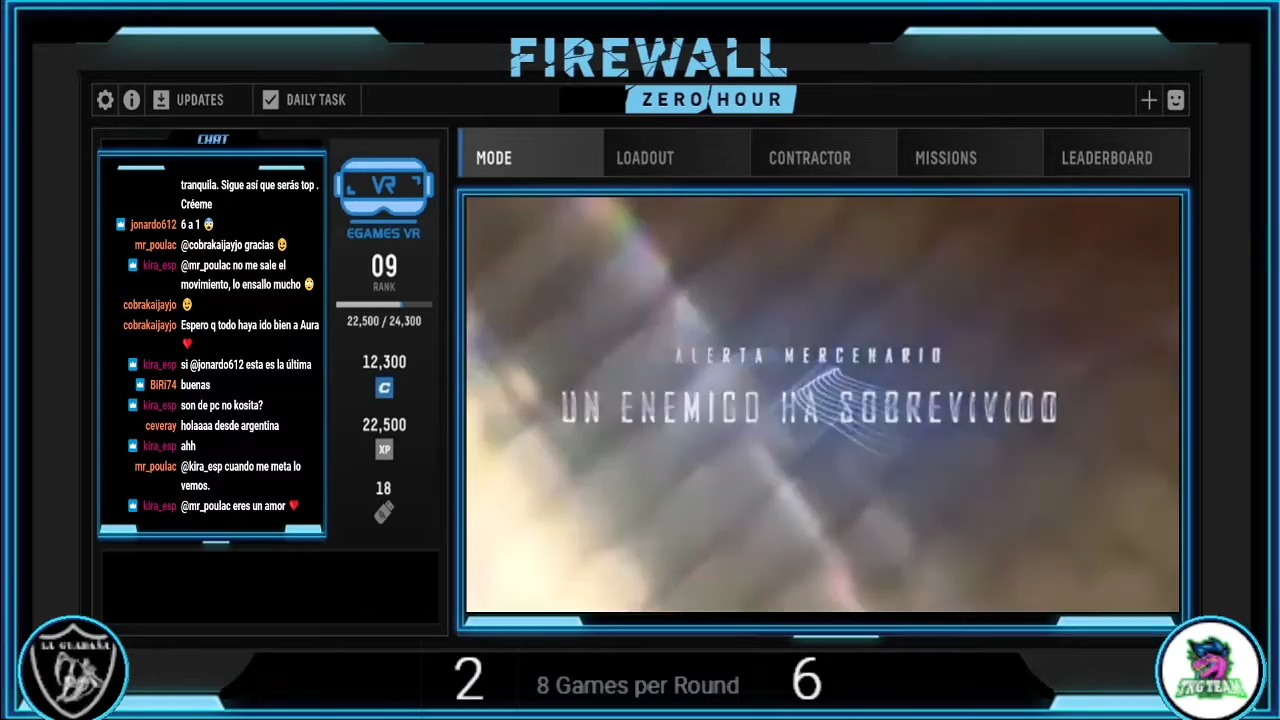 FIREWALL
ZERO HOUR
UPDATES
DAILY TASK
CHAT
tranquila. Sigue así que serás top .
Créeme
jonardo612 6 a 1 😨
mr_poulac @cobrakaijayjo gracias 😉
kira_esp @mr_poulac no me sale el
movimiento, lo ensallo mucho 🙄
cobrakaijayjo 😉
cobrakaijayjo Espero q todo haya ido bien a Aura
♥
kira_esp si @jonardo612 esta es la última
BiRi74 buenas
kira_esp son de pc no kosita?
ceveray holaaaa desde argentina
kira_esp ahh
mr_poulac @kira_esp cuando me meta lo
vemos.
kira_esp @mr_poulac eres un amor ♥
VR
EGAMES VR
09
RANK
22,500 / 24,300
12,300
C
22,500
XP
18
MODE
LOADOUT
CONTRACTOR
MISSIONS
LEADERBOARD
ALERTA MERCENARIO
UN ENEMIGO HA SOBREVIVIDO
LA GUADAÑA
2
8 Games per Round
6
TEAM